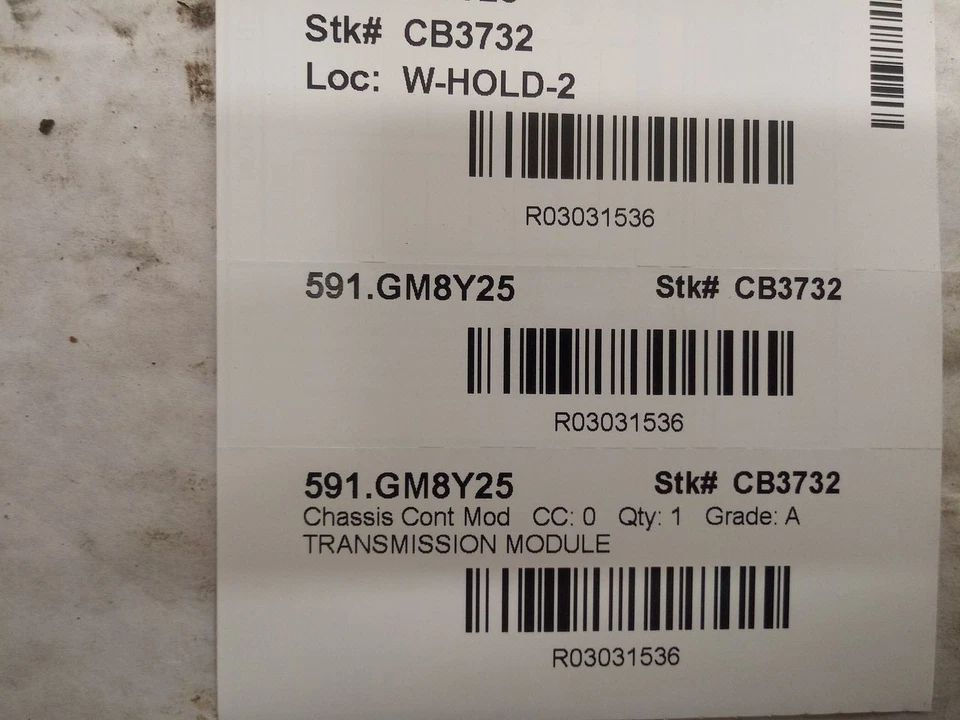 Stk# CB3732
Loc: W-HOLD-2
R03031536
591.GM8Y25 Stk# CB3732
R03031536
591.GM8Y25 Stk# CB3732
Chassis Cont Mod CC: 0 Qty: 1 Grade: A
TRANSMISSION MODULE
R03031536